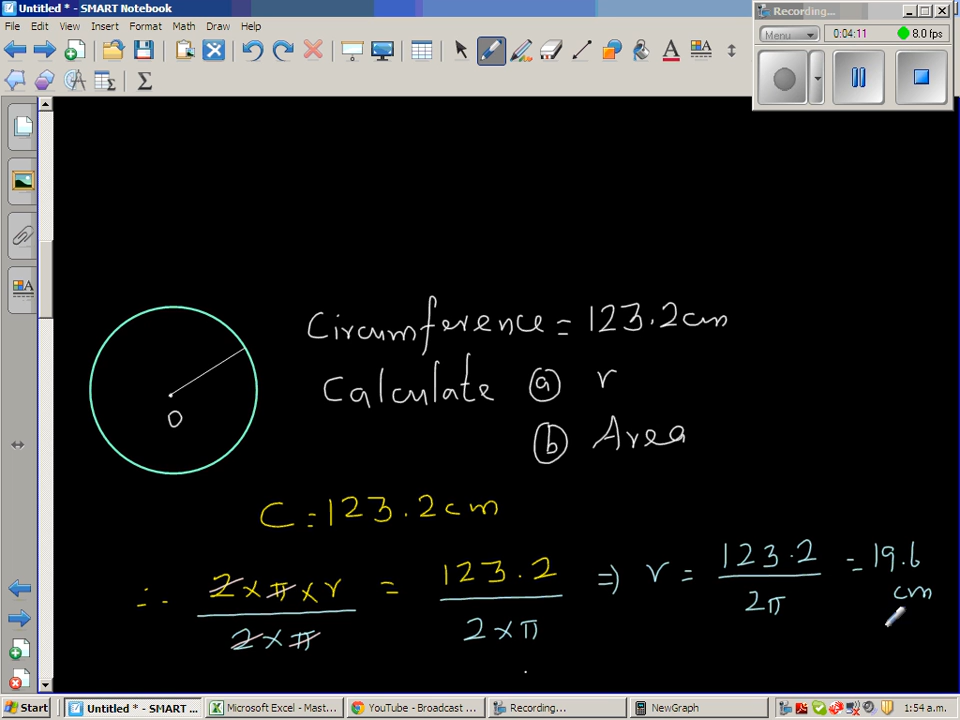 Untitled * - SMART Notebook
Recording...
File Edit View Insert Format Math Draw Help
Menu 0:04:11 8.0 fps
Circumference = 123.2cm
Calculate (a) r
(b) Area
O
C = 123.2cm
∴ 2×π×r / 2×π = 123.2 / 2×π ⇒ r = 123.2 / 2π = 19.6
cm
Start Untitled * - SMART ... Microsoft Excel - Mast... YouTube - Broadcast ... Recording... NewGraph 1:54 a.m.